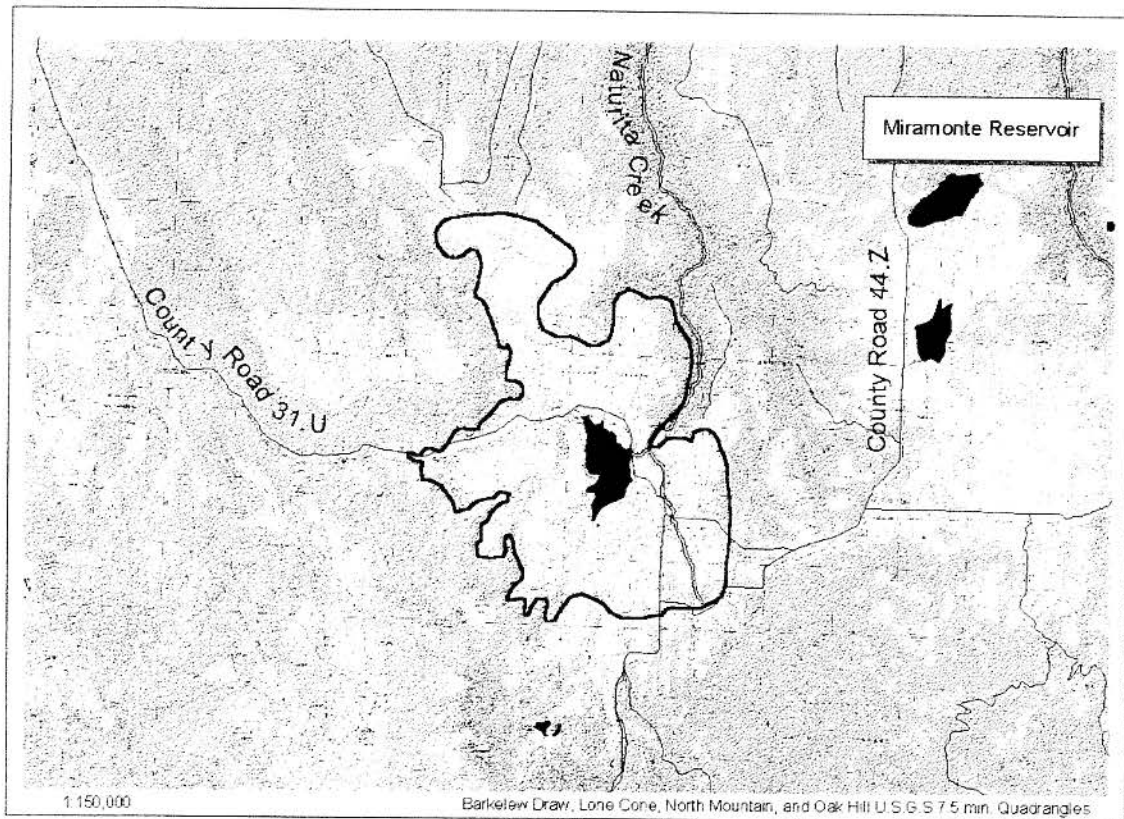 Miramonte Reservoir
Naturita Creek
County Road 44.Z
County Road 31.U
1:150,000
Barkelew Draw, Lone Cone, North Mountain, and Oak Hill U.S.G.S 7.5 min. Quadrangles